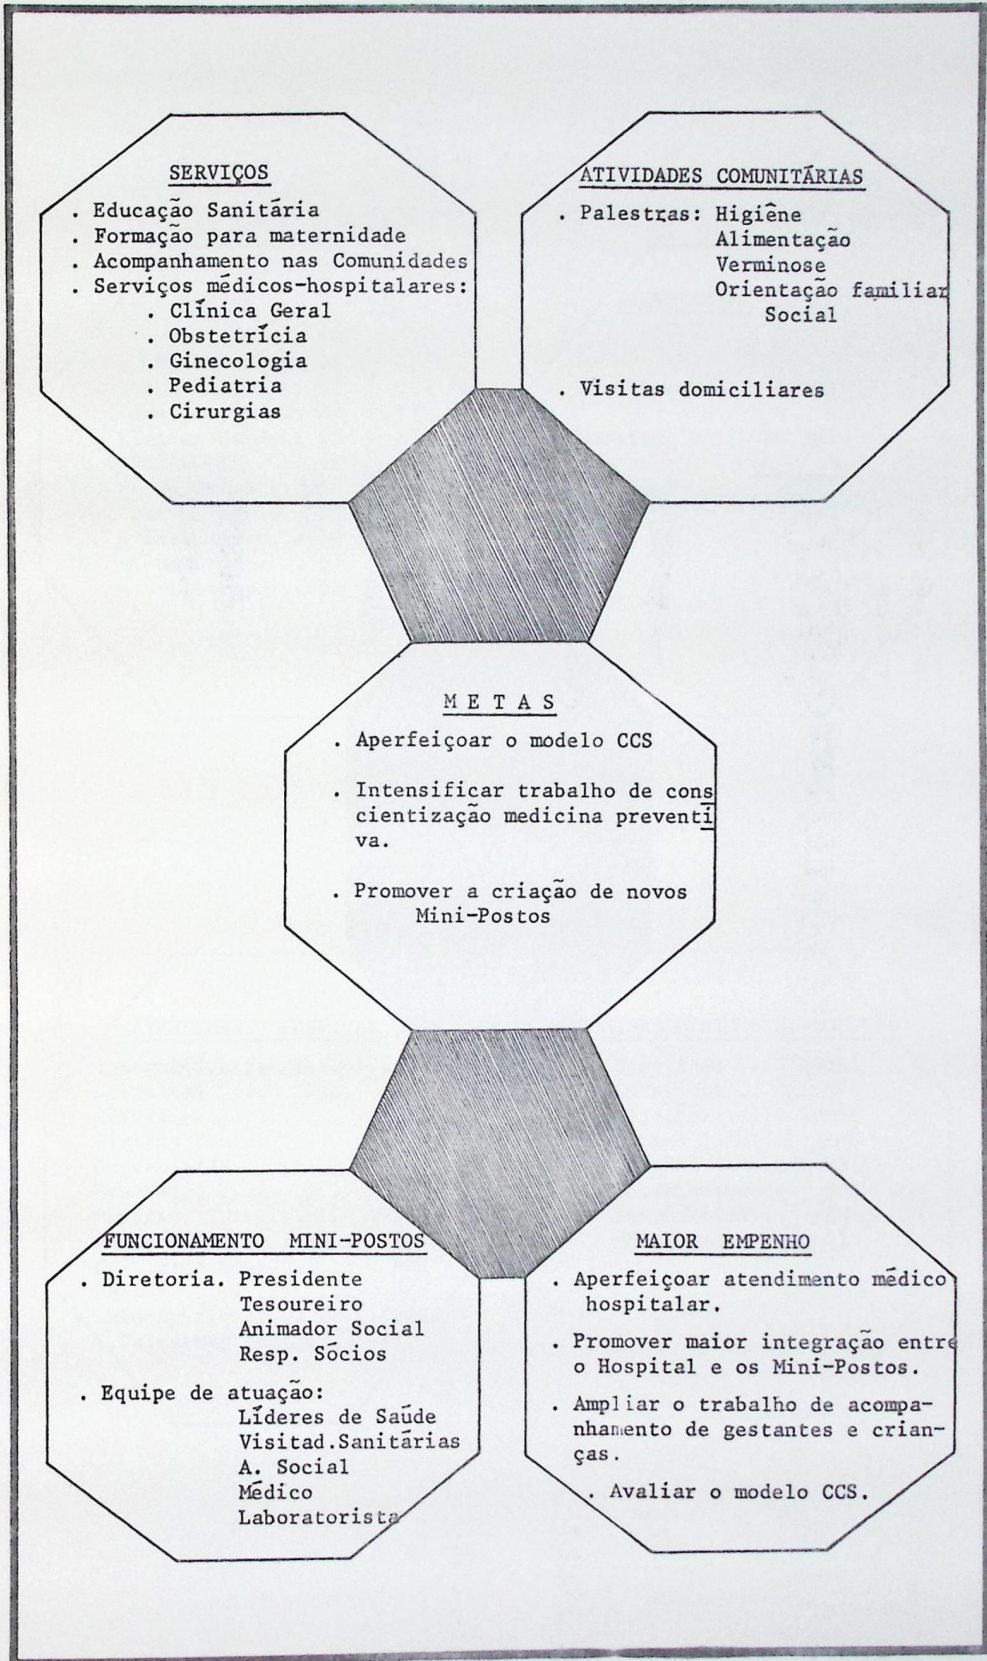 SERVIÇOS
. Educação Sanitária
. Formação para maternidade
. Acompanhamento nas Comunidades
. Serviços médicos-hospitalares:
. Clínica Geral
. Obstetrícia
. Ginecologia
. Pediatria
. Cirurgias
ATIVIDADES COMUNITÁRIAS
. Palestras: Higiêne
Alimentação
Verminose
Orientação familiar
Social
. Visitas domiciliares
M E T A S
. Aperfeiçoar o modelo CCS
. Intensificar trabalho de cons
cientização medicina preventi
va.
. Promover a criação de novos
Mini-Postos
FUNCIONAMENTO MINI-POSTOS
. Diretoria. Presidente
Tesoureiro
Animador Social
Resp. Sócios
. Equipe de atuação:
Líderes de Saúde
Visitad.Sanitárias
A. Social
Médico
Laboratorista
MAIOR EMPENHO
. Aperfeiçoar atendimento médico
hospitalar.
. Promover maior integração entre
o Hospital e os Mini-Postos.
. Ampliar o trabalho de acompa-
nhamento de gestantes e crian-
ças.
. Avaliar o modelo CCS.